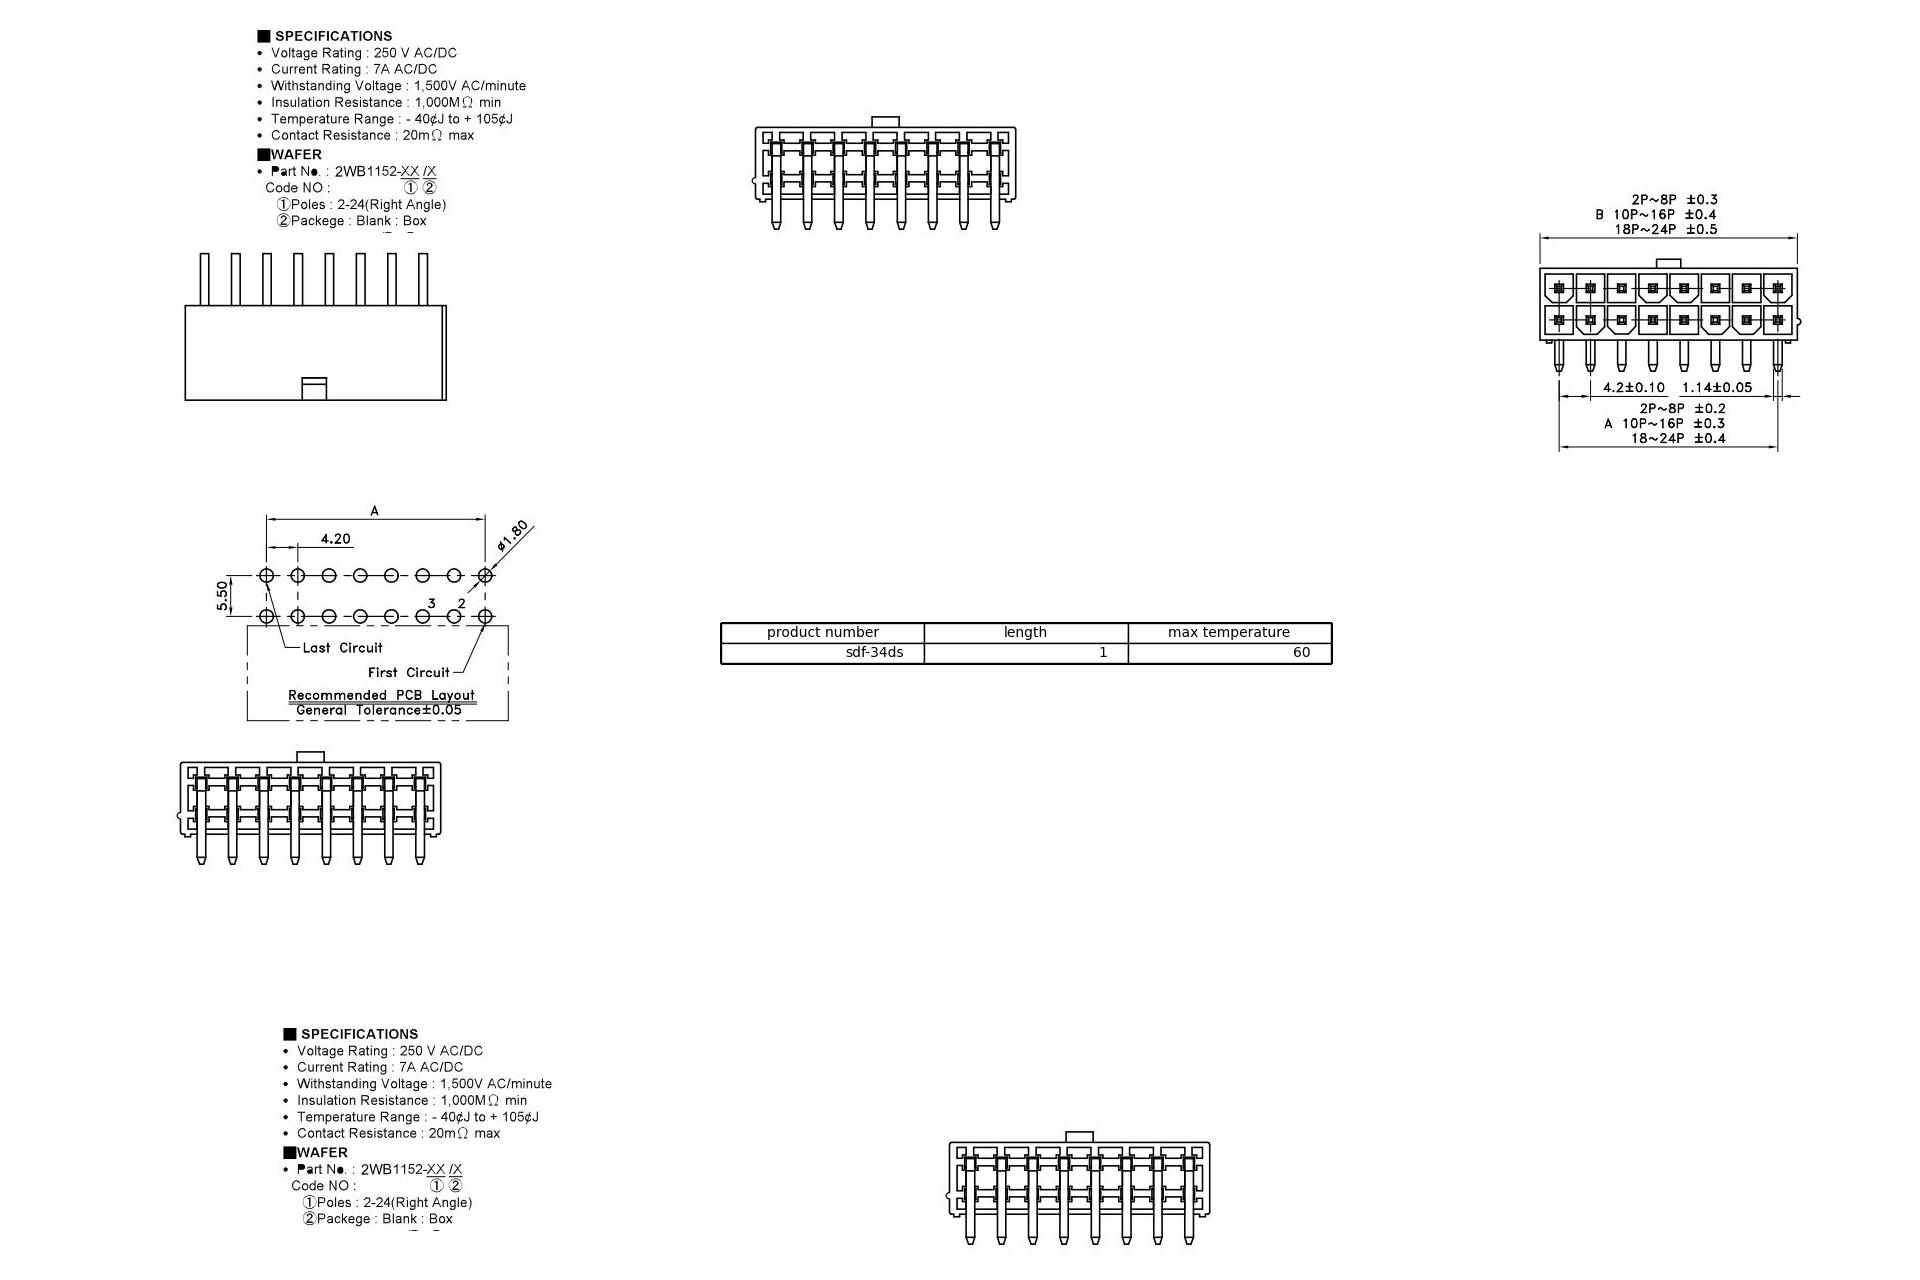 ■ SPECIFICATIONS
• Voltage Rating : 250 V AC/DC
• Current Rating : 7A AC/DC
• Withstanding Voltage : 1,500V AC/minute
• Insulation Resistance : 1,000MΩ min
• Temperature Range : - 40¢J to + 105¢J
• Contact Resistance : 20mΩ max
■WAFER
• Part No. : 2WB1152-XX /X
Code NO : ① ②
①Poles : 2-24(Right Angle)
②Packege : Blank : Box
2P~8P ±0.3
B 10P~16P ±0.4
18P~24P ±0.5
4.2±0.10 1.14±0.05
2P~8P ±0.2
A 10P~16P ±0.3
18~24P ±0.4
A
4.20
ø1.80
5.50
3 2
Last Circuit
First Circuit
Recommended PCB Layout
General Tolerance±0.05
product number length max temperature
sdf-34ds 1 60
■ SPECIFICATIONS
• Voltage Rating : 250 V AC/DC
• Current Rating : 7A AC/DC
• Withstanding Voltage : 1,500V AC/minute
• Insulation Resistance : 1,000MΩ min
• Temperature Range : - 40¢J to + 105¢J
• Contact Resistance : 20mΩ max
■WAFER
• Part No. : 2WB1152-XX /X
Code NO : ① ②
①Poles : 2-24(Right Angle)
②Packege : Blank : Box